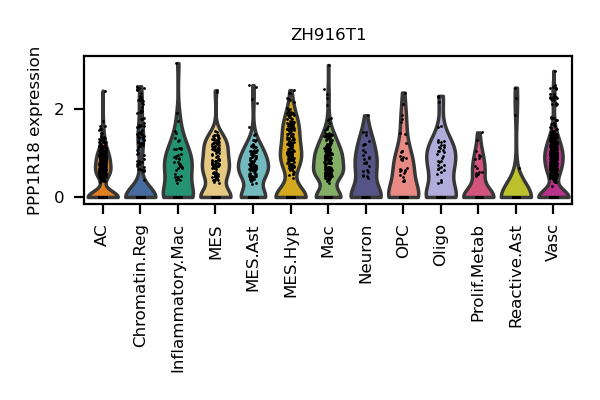 ZH916T1
PPP1R18 expression
2
0
AC
Chromatin.Reg
Inflammatory.Mac
MES
MES.Ast
MES.Hyp
Mac
Neuron
OPC
Oligo
Prolif.Metab
Reactive.Ast
Vasc